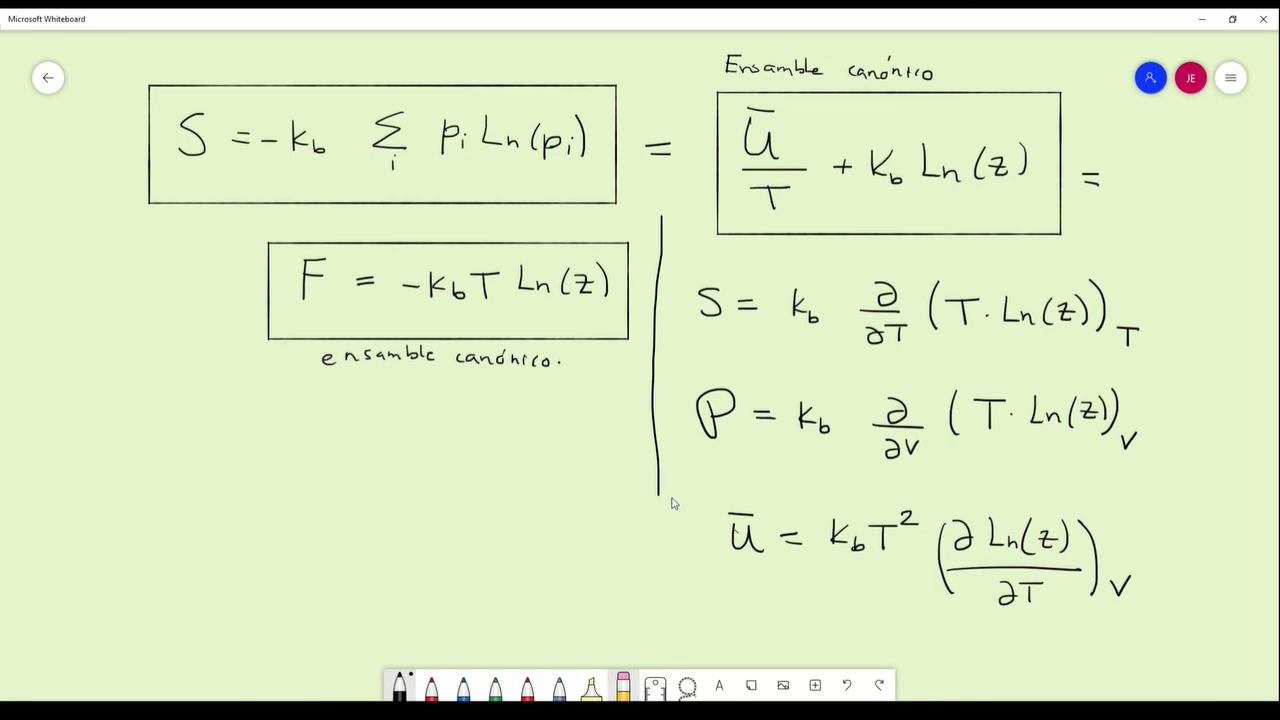 Microsoft Whiteboard
Ensamble canónico
JE
S = - k_b Σ_i p_i Ln(p_i) = Ū/T + K_b Ln(z) =
F = -k_b T Ln(z)
ensamble canónico.
S = k_b ∂/∂T (T. Ln(z))_T
P = k_b ∂/∂V (T. Ln(z))_V
Ū = k_b T² (∂ Ln(z)/∂T)_V
A